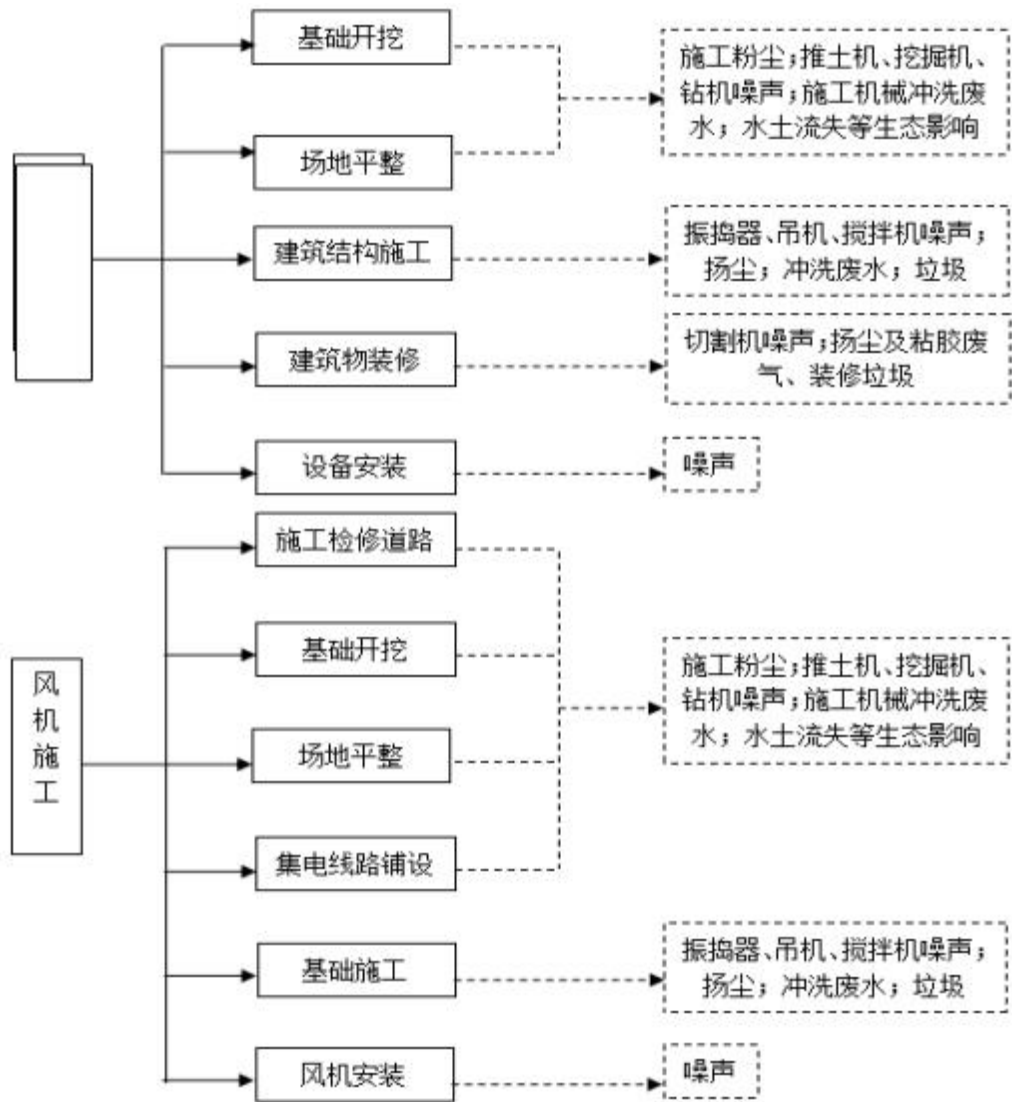 基础开挖
施工粉尘；推土机、挖掘机、
钻机噪声；施工机械冲洗废
水；水土流失等生态影响
场地平整
建筑结构施工
振捣器、吊机、搅拌机噪声；
扬尘；冲洗废水；垃圾
建筑物装修
切割机噪声；扬尘及粘胶废
气、装修垃圾
设备安装
噪声
风机施工
施工检修道路
基础开挖
场地平整
集电线路铺设
施工粉尘；推土机、挖掘机、
钻机噪声；施工机械冲洗废
水；水土流失等生态影响
基础施工
振捣器、吊机、搅拌机噪声；
扬尘；冲洗废水；垃圾
风机安装
噪声